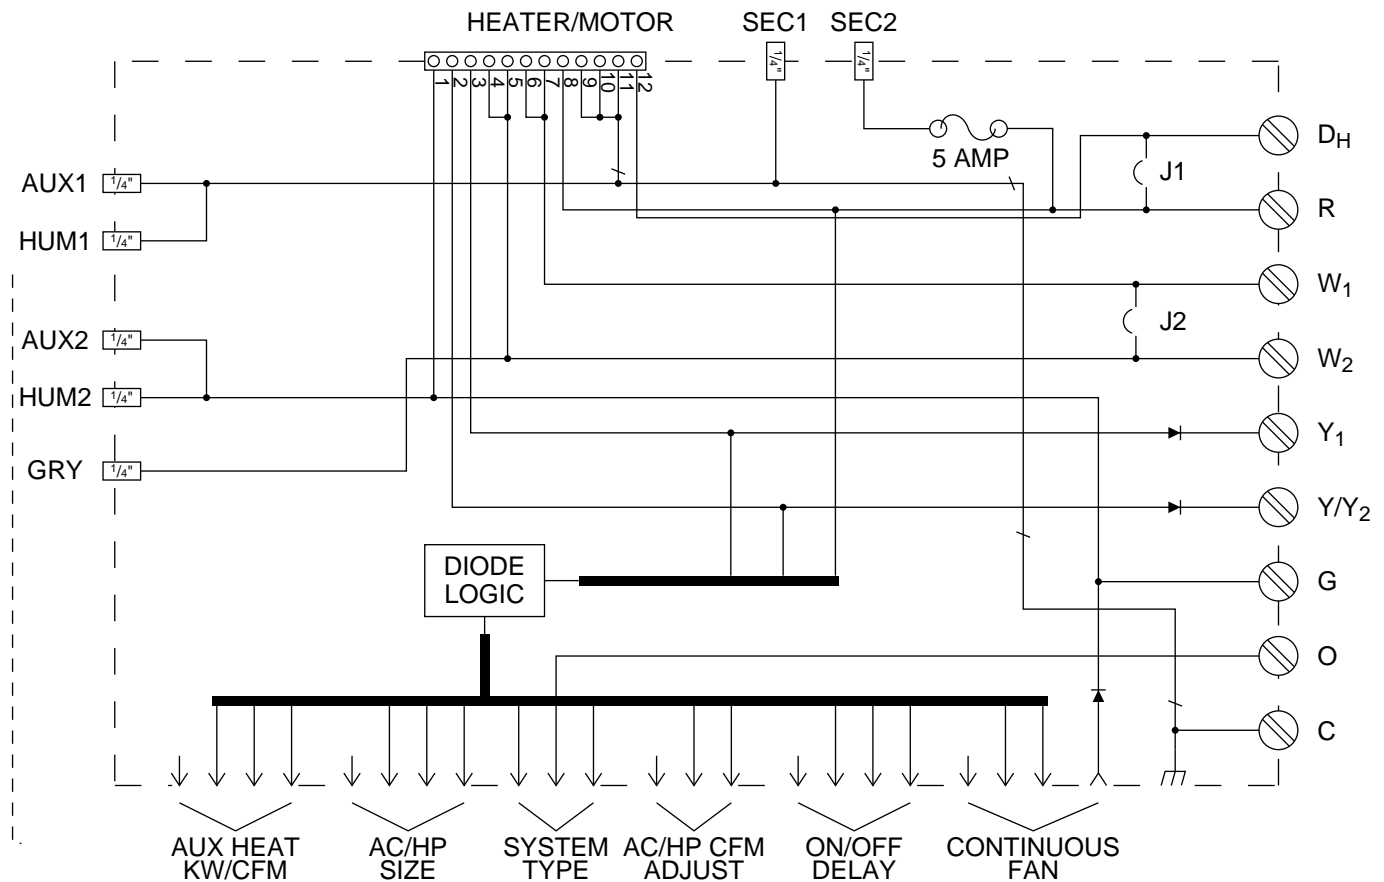 HEATER/MOTOR SEC1 SEC2
1/4" 1/4"
1 2 3 4 5 6 7 8 9 10 11 12
DH
5 AMP
J1
AUX1 1/4"
R
HUM1 1/4"
W1
J2
AUX2 1/4"
W2
HUM2 1/4"
Y1
GRY 1/4"
Y/Y2
DIODE
LOGIC
G
O
C
AUX HEAT
KW/CFM
AC/HP
SIZE
SYSTEM
TYPE
AC/HP CFM
ADJUST
ON/OFF
DELAY
CONTINUOUS
FAN